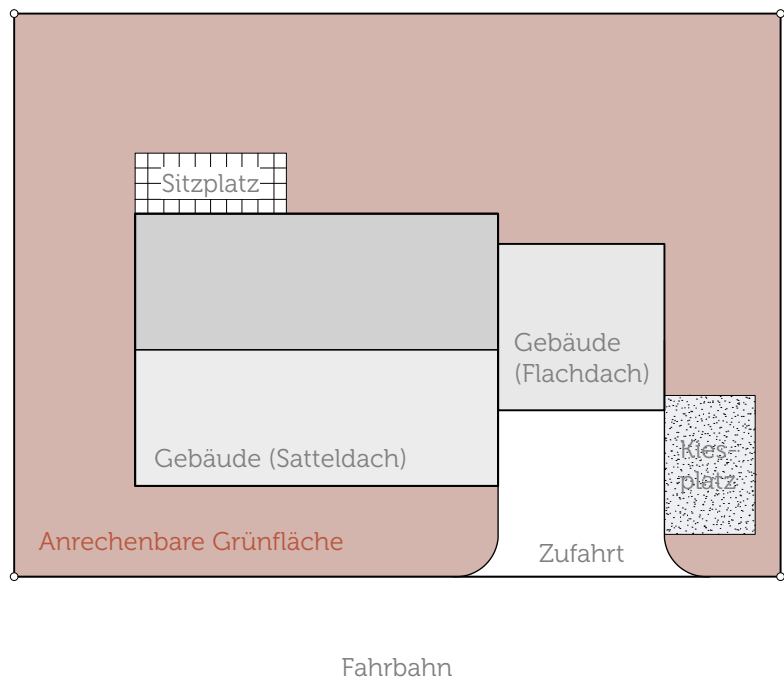 Sitzplatz
Gebäude
(Flachdach)
Gebäude (Satteldach)
Kies-
platz
Anrechenbare Grünfläche
Zufahrt
Fahrbahn